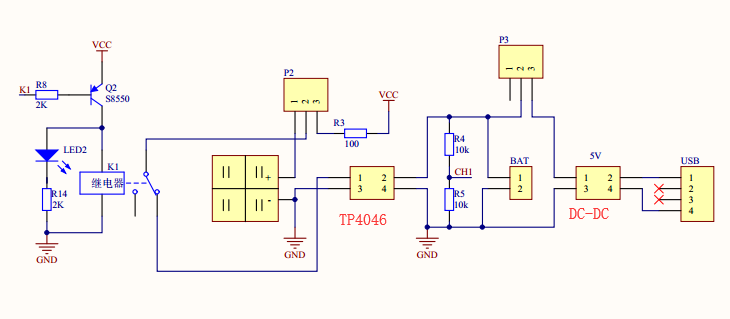 VCC
K1
R8
2K
Q2
S8550
LED2
R14
2K
K1
继电器
GND
P2
1
2
3
R3
100
VCC
+
-
GND
1
2
3
4
TP4046
R4
10k
CH1
R5
10k
GND
P3
1
2
3
BAT
1
2
5V
1
2
3
4
DC-DC
USB
1
2
3
4